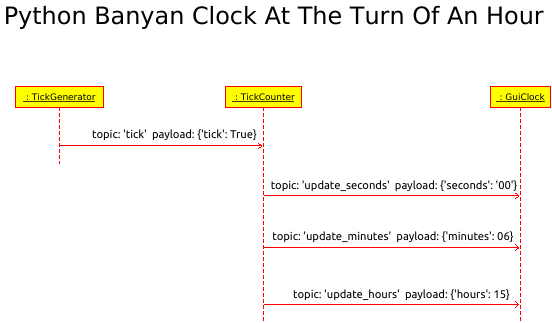 Python Banyan Clock At The Turn Of An Hour
: TickGenerator
: TickCounter
: GuiClock
topic: 'tick' payload: {'tick': True}
topic: 'update_seconds' payload: {'seconds': '00'}
topic: 'update_minutes' payload: {'minutes': 06}
topic: 'update_hours' payload: {'hours': 15}